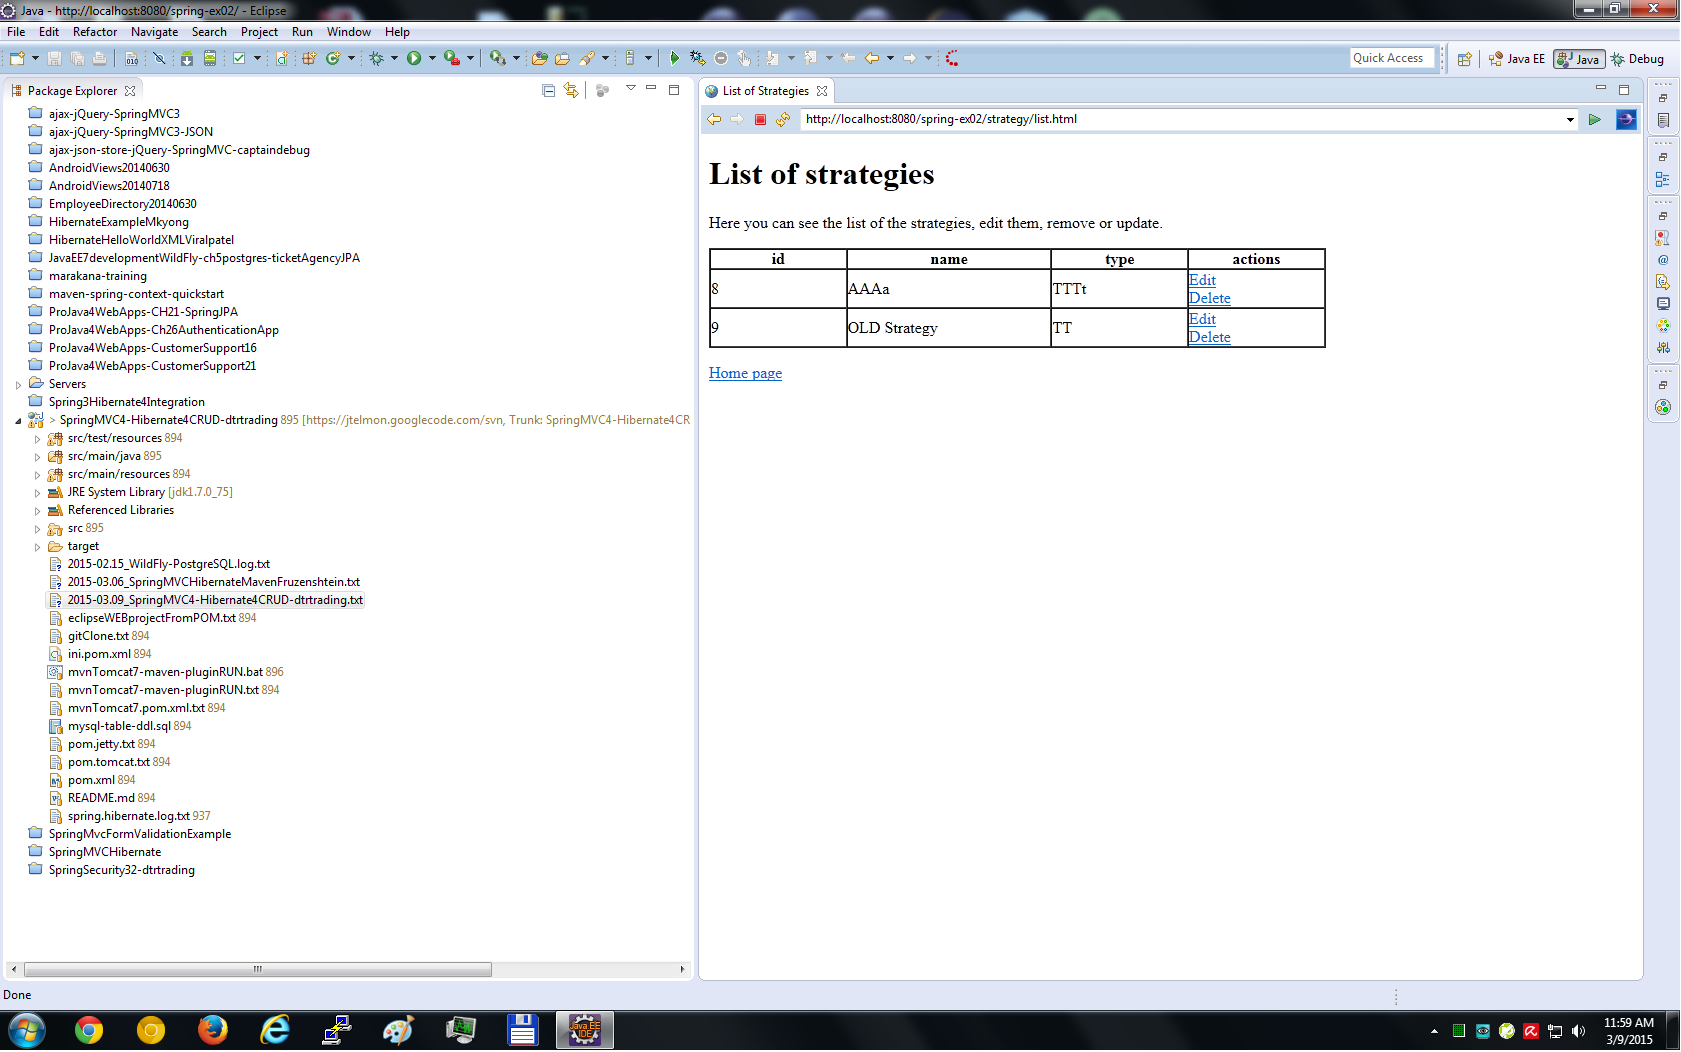 Java - http://localhost:8080/spring-ex02/ - Eclipse
File Edit Refactor Navigate Search Project Run Window Help
Quick Access Java EE Java Debug
Package Explorer
ajax-jQuery-SpringMVC3
ajax-jQuery-SpringMVC3-JSON
ajax-json-store-jQuery-SpringMVC-captaindebug
AndroidViews20140630
AndroidViews20140718
EmployeeDirectory20140630
HibernateExampleMkyong
HibernateHelloWorldXMLViralpatel
JavaEE7developmentWildFly-ch5postgres-ticketAgencyJPA
marakana-training
maven-spring-context-quickstart
ProJava4WebApps-CH21-SpringJPA
ProJava4WebApps-Ch26AuthenticationApp
ProJava4WebApps-CustomerSupport16
ProJava4WebApps-CustomerSupport21
Servers
Spring3Hibernate4Integration
> SpringMVC4-Hibernate4CRUD-dtrtrading 895 [https://jtelmon.googlecode.com/svn, Trunk: SpringMVC4-Hibernate4CR
src/test/resources 894
src/main/java 895
src/main/resources 894
JRE System Library [jdk1.7.0_75]
Referenced Libraries
src 895
target
2015-02.15_WildFly-PostgreSQL.log.txt
2015-03.06_SpringMVCHibernateMavenFruzenshtein.txt
2015-03.09_SpringMVC4-Hibernate4CRUD-dtrtrading.txt
eclipseWEBprojectFromPOM.txt 894
gitClone.txt 894
ini.pom.xml 894
mvnTomcat7-maven-pluginRUN.bat 896
mvnTomcat7-maven-pluginRUN.txt 894
mvnTomcat7.pom.xml.txt 894
mysql-table-ddl.sql 894
pom.jetty.txt 894
pom.tomcat.txt 894
pom.xml 894
README.md 894
spring.hibernate.log.txt 937
SpringMvcFormValidationExample
SpringMVCHibernate
SpringSecurity32-dtrtrading
List of Strategies
http://localhost:8080/spring-ex02/strategy/list.html
List of strategies
Here you can see the list of the strategies, edit them, remove or update.
id name type actions
8 AAAa TTTt Edit
Delete
9 OLD Strategy TT Edit
Delete
Home page
Done
Java EE
IDE
11:59 AM
3/9/2015